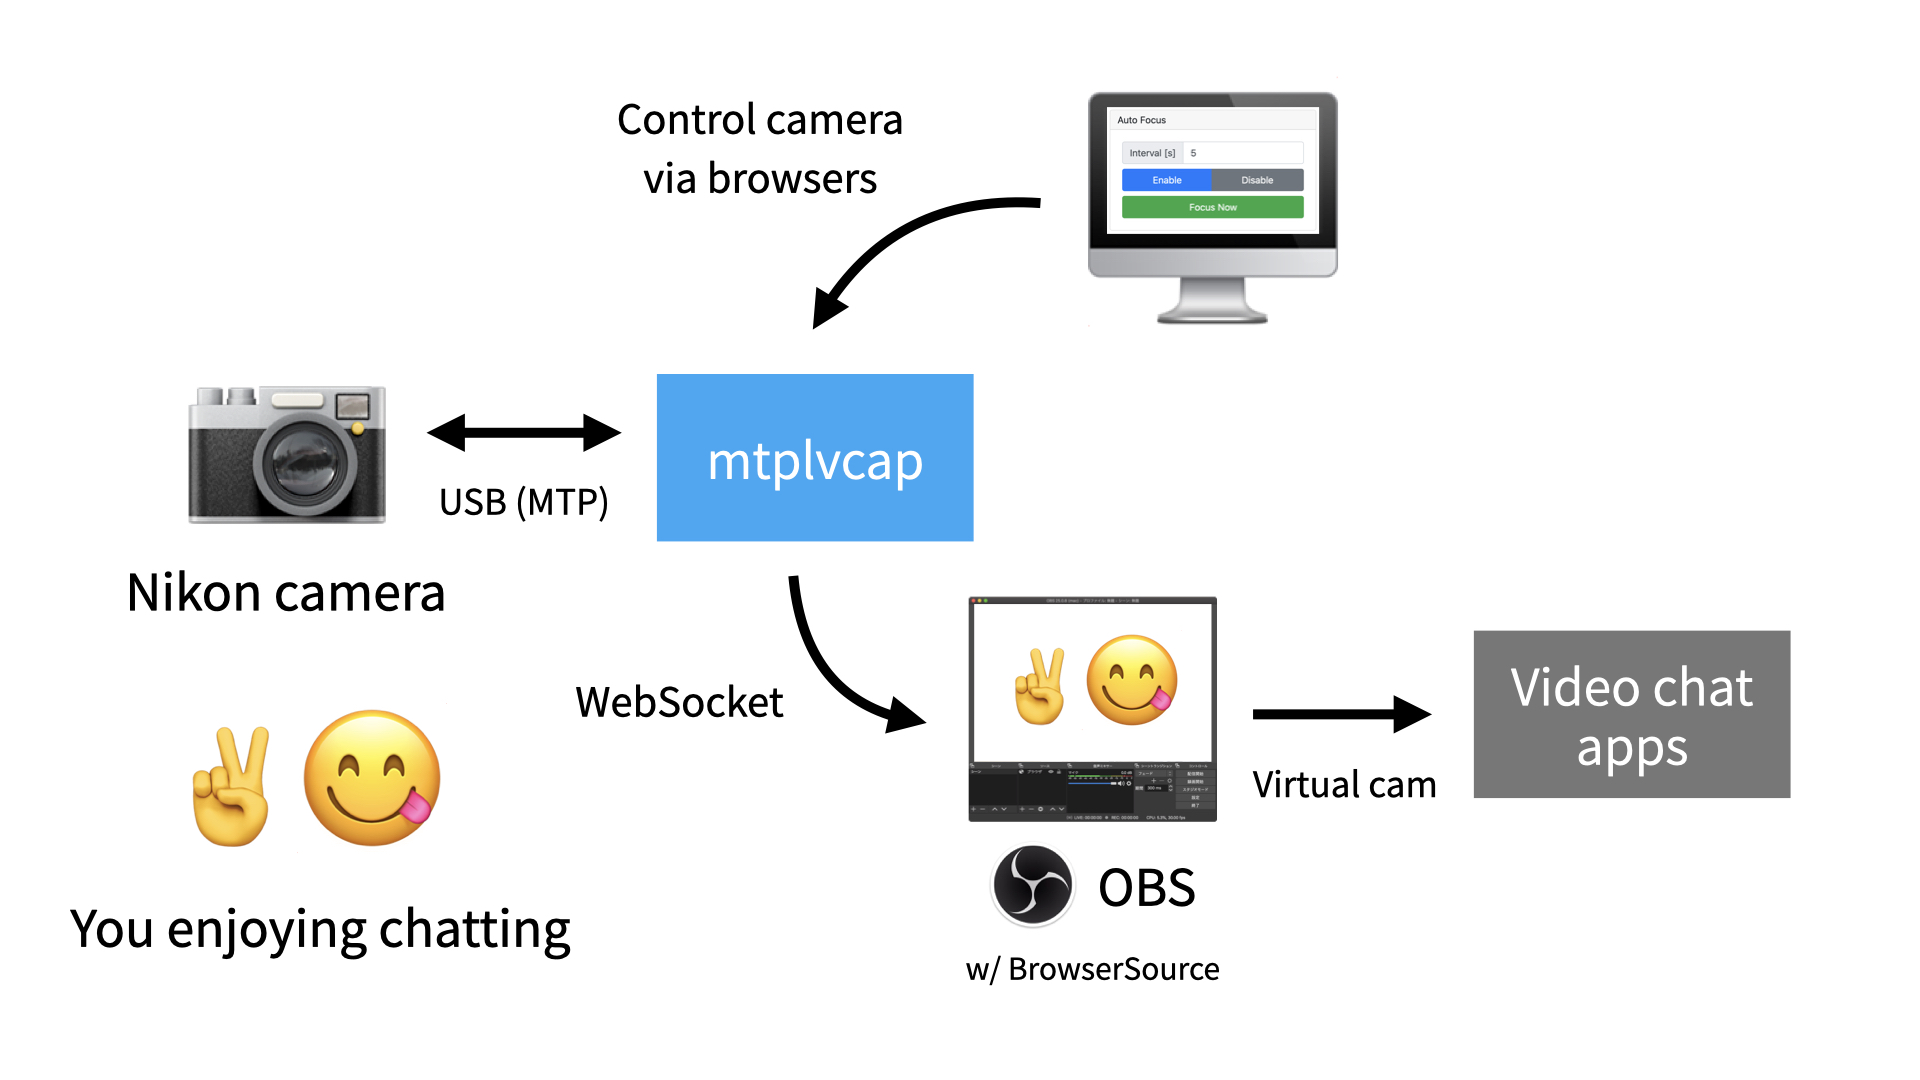 Control camera
via browsers
Auto Focus
Interval [s] 5
Enable Disable
Focus Now
mtplvcap
USB (MTP)
Nikon camera
WebSocket
Video chat
apps
Virtual cam
OBS
w/ BrowserSource
You enjoying chatting